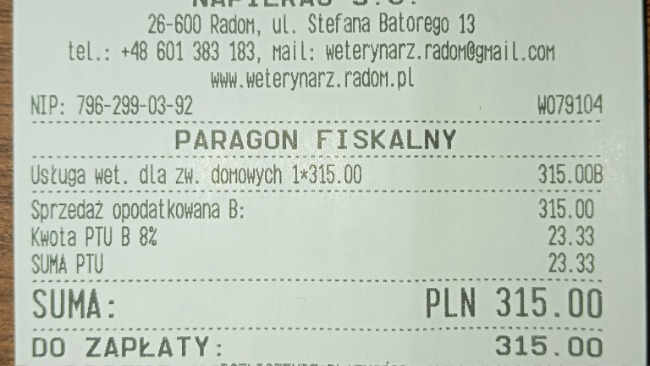 26-600 Radom, ul. Stefana Batorego 13
tel.: +48 601 383 183, mail: weterynarz.radom@gmail.com
www.weterynarz.radom.pl
NIP: 796-299-03-92 W079104
PARAGON FISKALNY
Usługa wet. dla zw. domowych 1*315.00 315.00B
Sprzedaż opodatkowana B: 315.00
Kwota PTU B 8% 23.33
SUMA PTU 23.33
SUMA: PLN 315.00
DO ZAPŁATY: 315.00